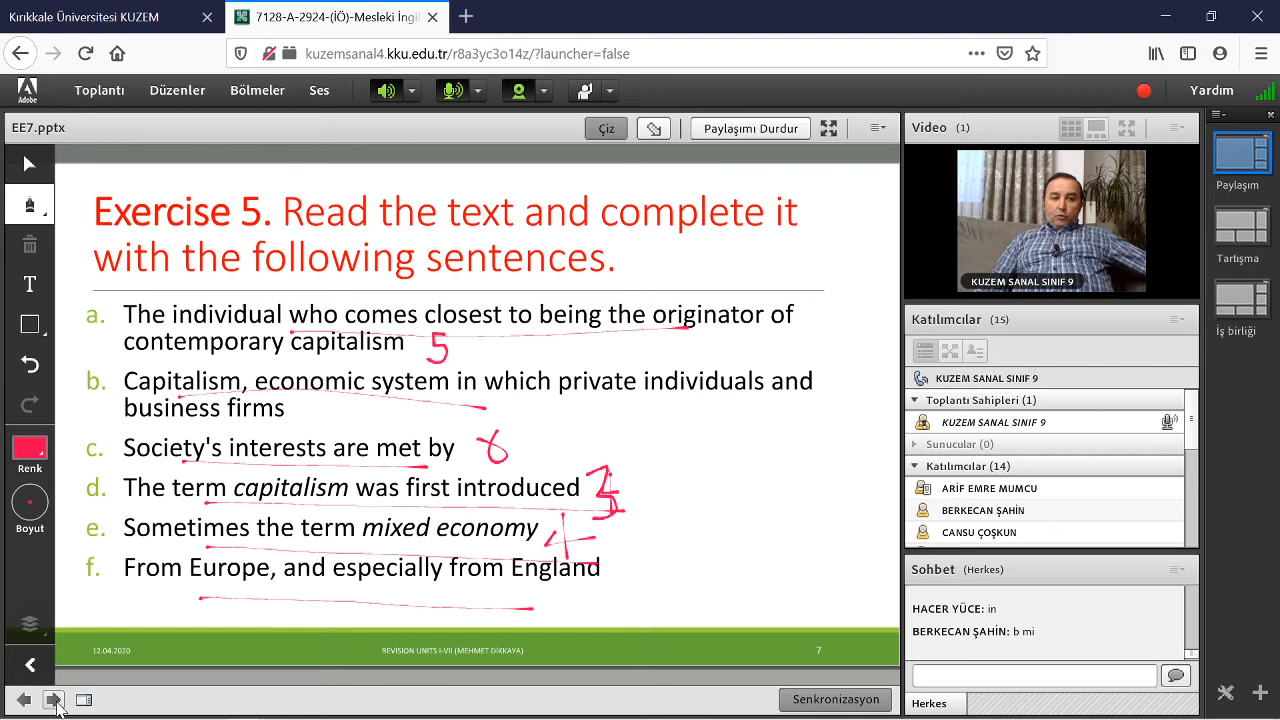 Kırıkkale Üniversitesi KUZEM
7128-A-2924-(İÖ)-Mesleki İngil
kuzemsanal4.kku.edu.tr/r8a3yc3o14z/?launcher=false
Adobe
Toplantı Düzenler Bölmeler Ses
Yardım
EE7.pptx
Çiz
Paylaşımı Durdur
Exercise 5. Read the text and complete it
with the following sentences.
a. The individual who comes closest to being the originator of
contemporary capitalism 5
b. Capitalism, economic system in which private individuals and
business firms
c. Society's interests are met by
d. The term capitalism was first introduced
e. Sometimes the term mixed economy 4
f. From Europe, and especially from England
12.04.2020
REVISION UNITS I-VII (MEHMET DİKKAYA)
7
Renk
Boyut
Senkronizasyon
Video (1)
KUZEM SANAL SINIF 9
Katılımcılar (15)
KUZEM SANAL SINIF 9
Toplantı Sahipleri (1)
KUZEM SANAL SINIF 9
Sunucular (0)
Katılımcılar (14)
ARİF EMRE MUMCU
BERKECAN ŞAHİN
CANSU ÇOŞKUN
Sohbet (Herkes)
HACER YÜCE: in
BERKECAN ŞAHİN: b mi
Herkes
Paylaşım
Tartışma
İş birliği